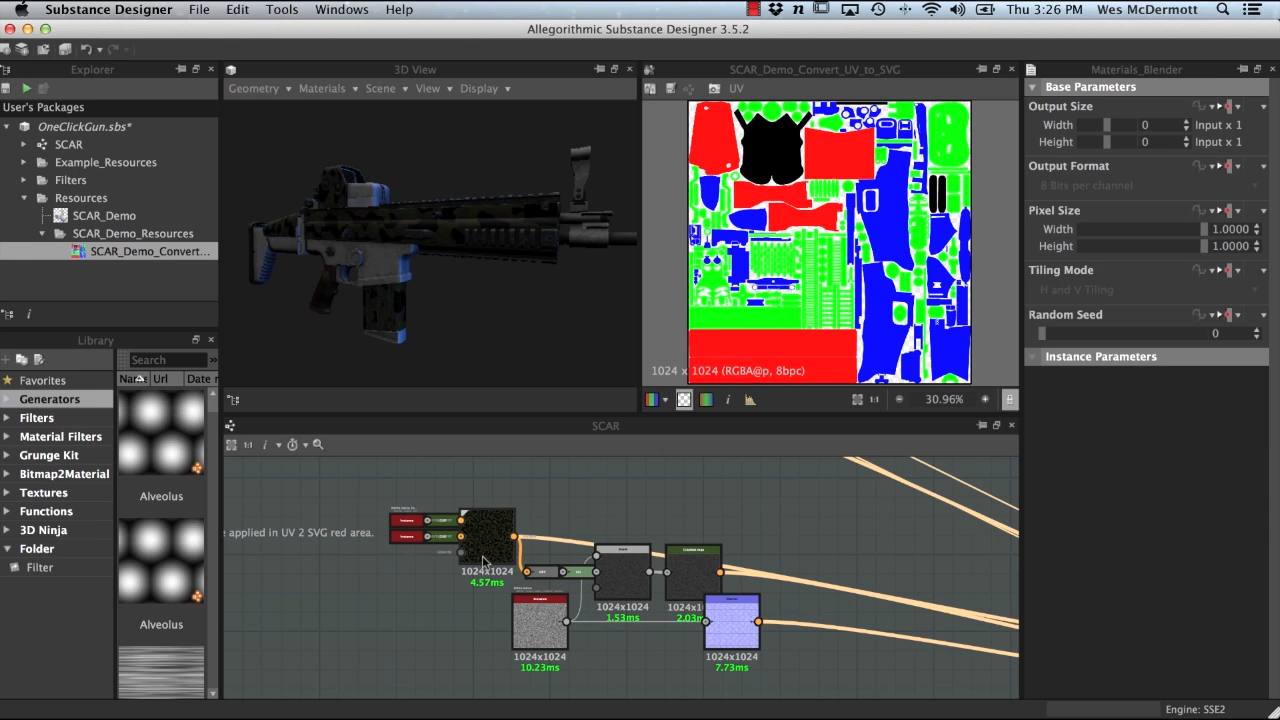 Substance Designer File Edit Tools Windows Help Thu 3:26 PM Wes McDermott
Allegorithmic Substance Designer 3.5.2
Explorer
3D View
SCAR_Demo_Convert_UV_to_SVG
Materials_Blender
User's Packages
Geometry Materials Scene View Display
UV
Base Parameters
OneClickGun.sbs*
SCAR
Example_Resources
Filters
Resources
SCAR_Demo
SCAR_Demo_Resources
SCAR_Demo_Convert...
Output Size
Width 0 Input x 1
Height 0 Input x 1
Output Format
8 Bits per channel
Pixel Size
Width 1.0000
Height 1.0000
Tiling Mode
H and V Tiling
Random Seed
0
Instance Parameters
1024 x 1024 (RGBA@p, 8bpc)
1:1 30.96%
Library
Search
Name Url Date r
Favorites
Generators
Filters
Material Filters
Grunge Kit
Bitmap2Material
Textures
Functions
3D Ninja
Folder
Filter
Alveolus
Alveolus
SCAR
1:1
e applied in UV 2 SVG red area.
1024x1024
4.57ms
1024x1024
1.53ms
1024x1
2.03m
1024x1024
10.23ms
1024x1024
7.73ms
Engine: SSE2